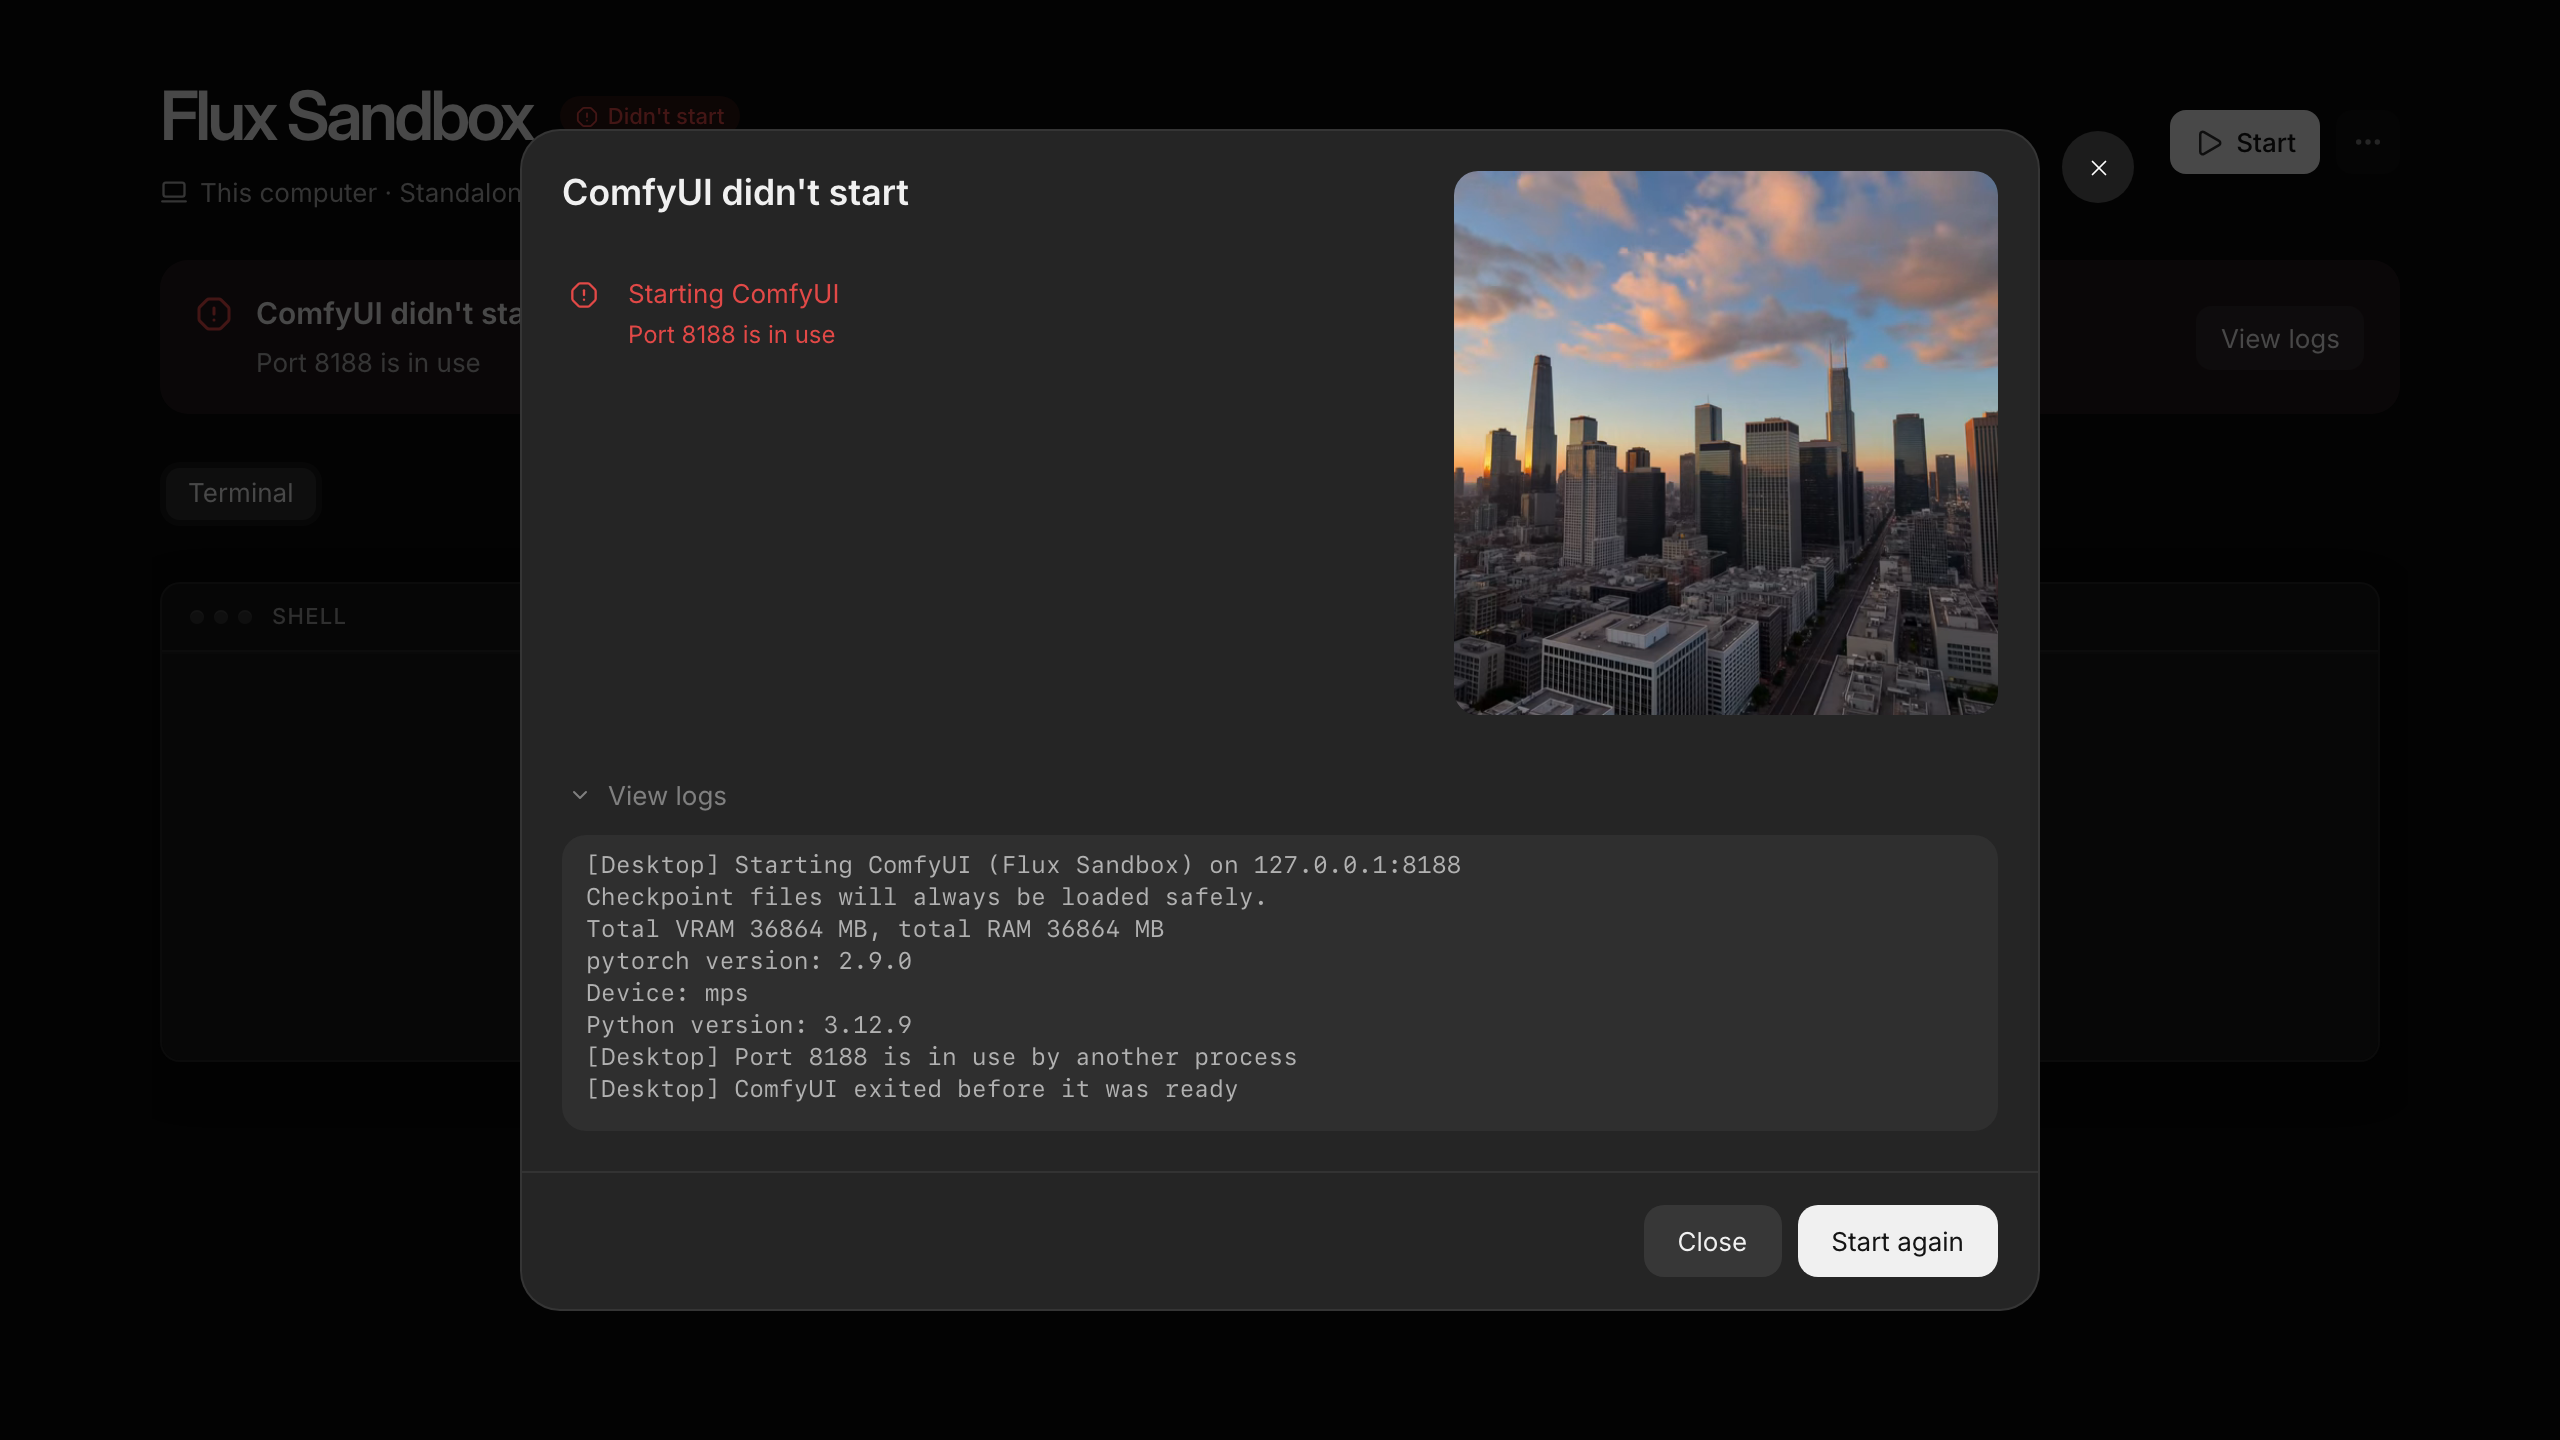 Flux Sandbox
Didn't start
Start
This computer · Standalon
ComfyUI didn't sta
Port 8188 is in use
View logs
Terminal
SHELL
ComfyUI didn't start
Starting ComfyUI
Port 8188 is in use
View logs
[Desktop] Starting ComfyUI (Flux Sandbox) on 127.0.0.1:8188
Checkpoint files will always be loaded safely.
Total VRAM 36864 MB, total RAM 36864 MB
pytorch version: 2.9.0
Device: mps
Python version: 3.12.9
[Desktop] Port 8188 is in use by another process
[Desktop] ComfyUI exited before it was ready
Close
Start again